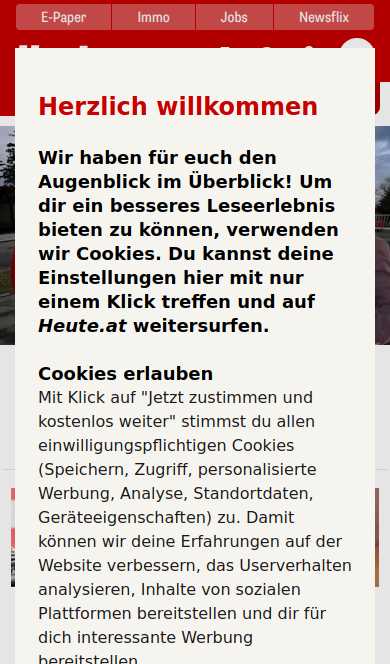 E-Paper
Immo
Jobs
Newsflix
Herzlich willkommen
Wir haben für euch den
Augenblick im Überblick! Um
dir ein besseres Leseerlebnis
bieten zu können, verwenden
wir Cookies. Du kannst deine
Einstellungen hier mit nur
einem Klick treffen und auf
Heute.at weitersurfen.
Cookies erlauben
Mit Klick auf "Jetzt zustimmen und
kostenlos weiter" stimmst du allen
einwilligungspflichtigen Cookies
(Speichern, Zugriff, personalisierte
Werbung, Analyse, Standortdaten,
Geräteeigenschaften) zu. Damit
können wir deine Erfahrungen auf der
Website verbessern, das Userverhalten
analysieren, Inhalte von sozialen
Plattformen bereitstellen und dir für
dich interessante Werbung
bereitstellen